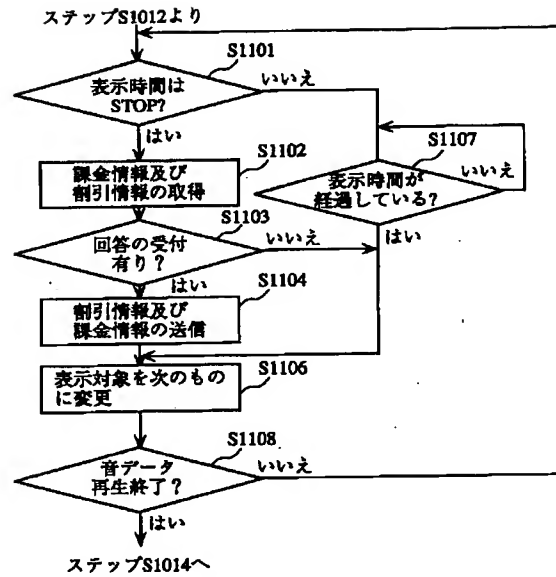 ステップS1012より
S1101
表示時間は
STOP?
いいえ
はい
S1107
表示時間が
経過している?
いいえ
はい
S1102
課金情報及び
割引情報の取得
S1103
回答の受付
有り?
いいえ
はい
S1104
割引情報及び
課金情報の送信
S1106
表示対象を次のもの
に変更
S1108
音データ
再生終了?
いいえ
はい
ステップS1014へ